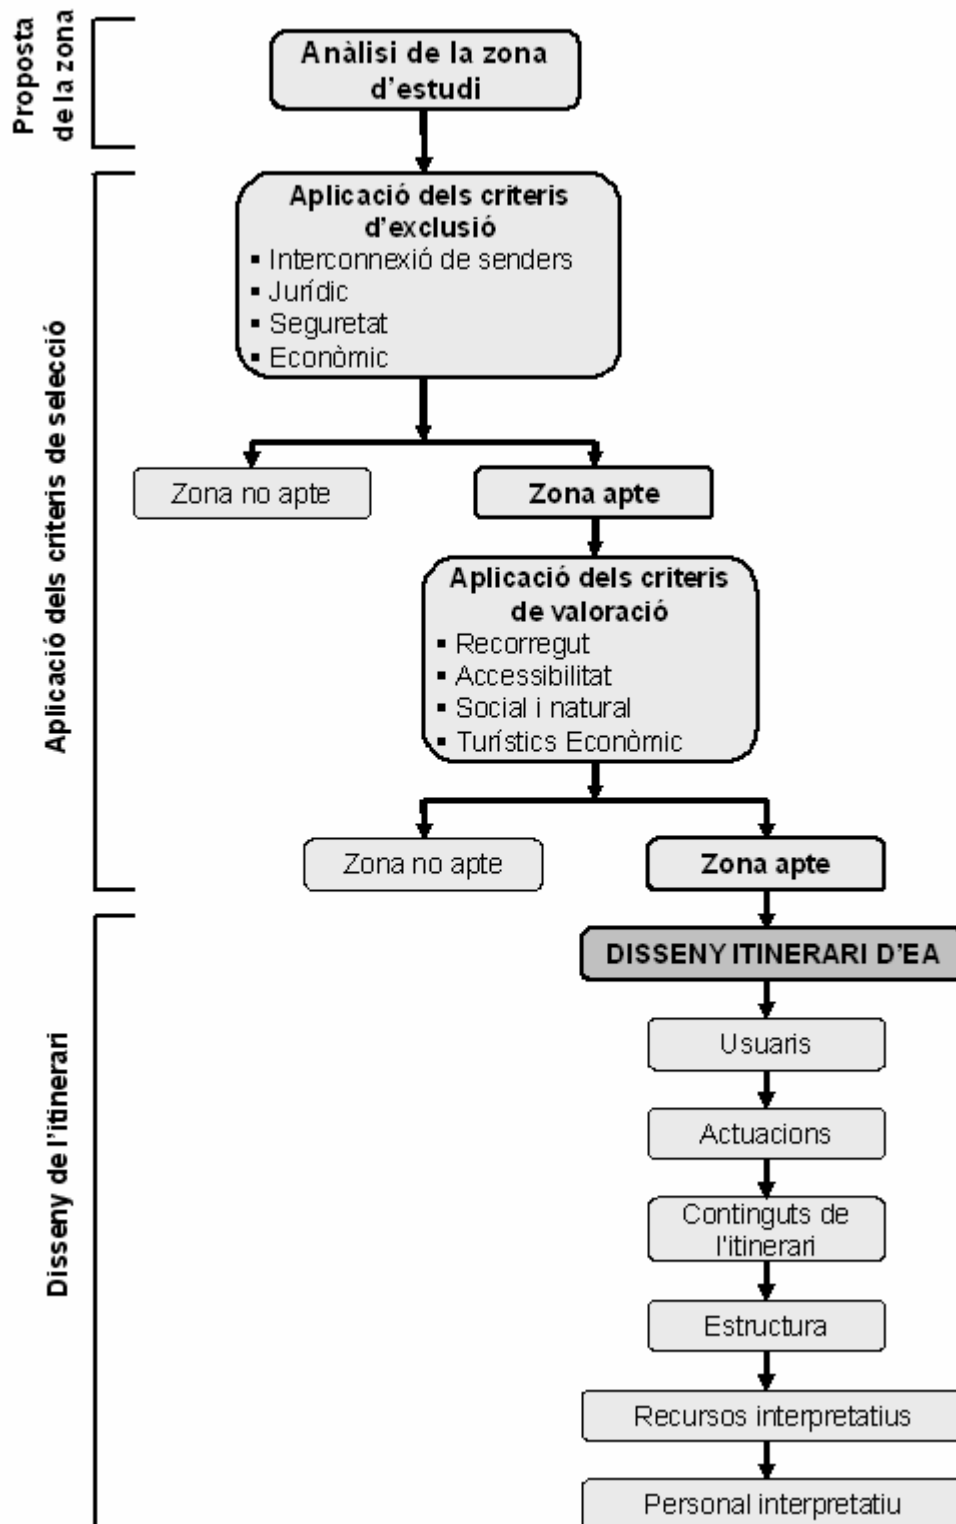 Proposta
de la zona
Anàlisi de la zona
d'estudi
Aplicació dels criteris de selecció
Aplicació dels criteris
d'exclusió
▪ Interconnexió de senders
▪ Jurídic
▪ Seguretat
▪ Econòmic
Zona no apte
Zona apte
Aplicació dels criteris
de valoració
▪ Recorregut
▪ Accessibilitat
▪ Social i natural
▪ Turístics Econòmic
Zona no apte
Zona apte
Disseny de l'itinerari
DISSENY ITINERARI D'EA
Usuaris
Actuacions
Continguts de
l'itinerari
Estructura
Recursos interpretatius
Personal interpretatiu